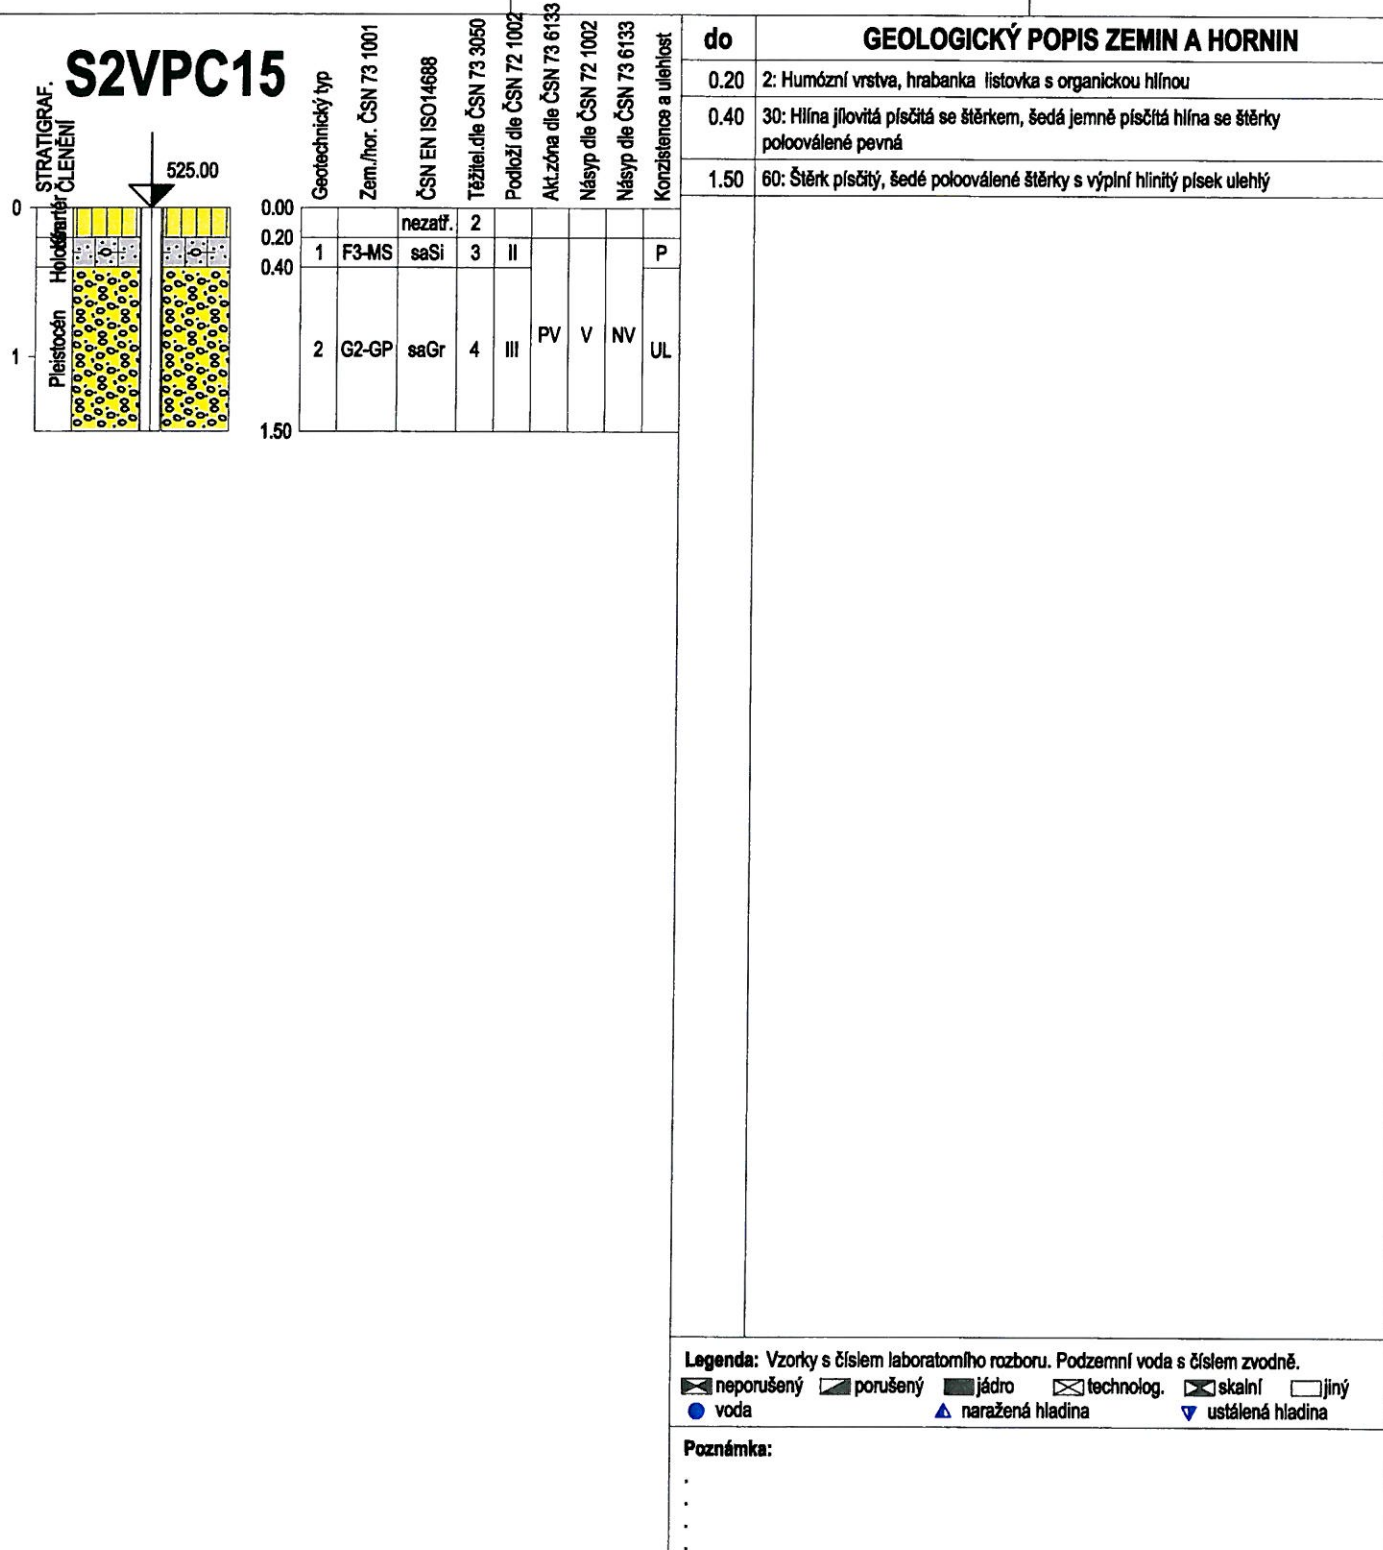 S2VPC15
STRATIGRAF.
ČLENĚNÍ
525.00
Geotechnický typ
Zem./hor. ČSN 73 1001
ČSN EN ISO14688
Těžitel.dle ČSN 73 3050
Podloží dle ČSN 72 1002
Akt.zóna dle ČSN 73 6133
Násyp dle ČSN 72 1002
Násyp dle ČSN 73 6133
Konzistence a ulehlost
do GEOLOGICKÝ POPIS ZEMIN A HORNIN
0.20 2: Humózní vrstva, hrabanka listovka s organickou hlínou
0.40 30: Hlína jílovitá písčitá se štěrkem, šedá jemně písčítá hlína se štěrky
polooválené pevná
1.50 60: Štěrk písčitý, šedé polooválené štěrky s výplní hlinitý písek ulehlý
0
1
Pleistocén
0.00
nezatř. 2
0.20
1 F3-MS saSi 3 II P
0.40
2 G2-GP saGr 4 III PV V NV UL
1.50
Legenda: Vzorky s číslem laboratorního rozboru. Podzemní voda s číslem zvodně.
neporušený porušený jádro technolog. skalní jiný
voda naražená hladina ustálená hladina
Poznámka:
.
.
.
.